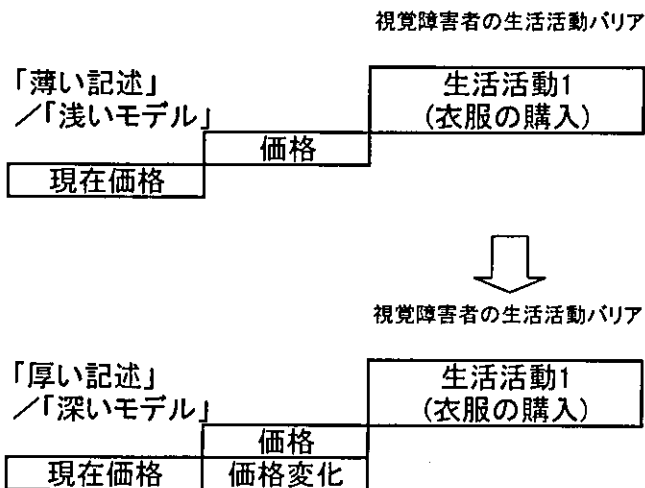 視覚障害者の生活活動バリア
「薄い記述」
／「浅いモデル」
生活活動1
(衣服の購入)
価格
現在価格
視覚障害者の生活活動バリア
「厚い記述」
／「深いモデル」
生活活動1
(衣服の購入)
価格
現在価格
価格変化